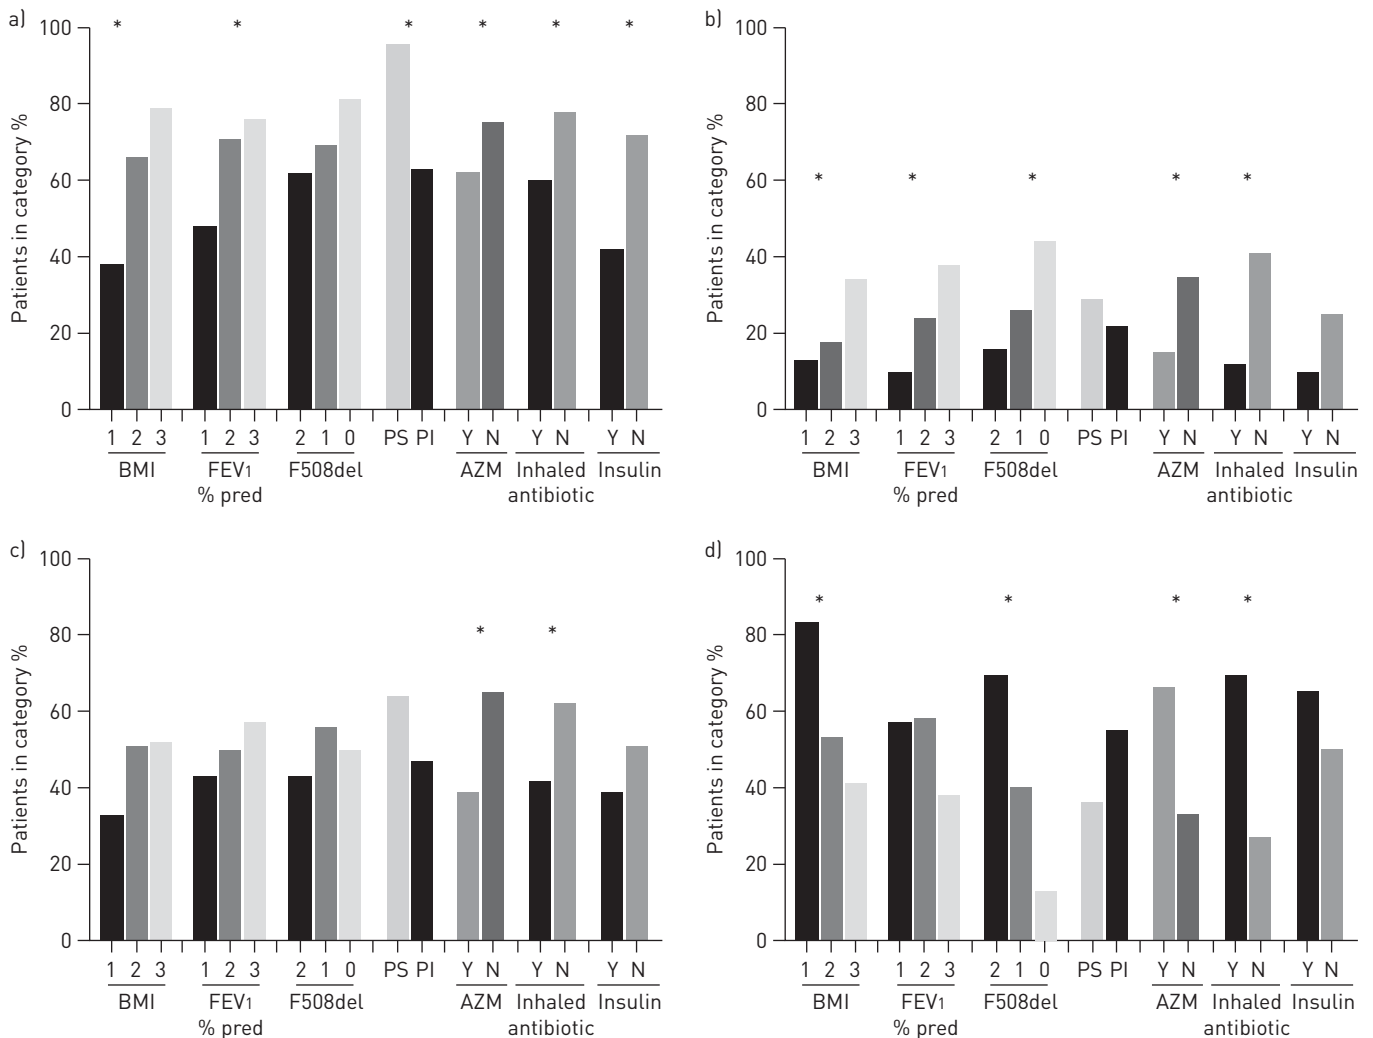 a)
Patients in category %
100
80
60
40
20
0
* * * * * *
1 2 3 1 2 3 2 1 0 PS PI Y N Y N Y N
BMI FEV1 F508del AZM Inhaled Insulin
% pred antibiotic
b)
Patients in category %
100
80
60
40
20
0
* * * * *
1 2 3 1 2 3 2 1 0 PS PI Y N Y N Y N
BMI FEV1 F508del AZM Inhaled Insulin
% pred antibiotic
c)
Patients in category %
100
80
60
40
20
0
* *
1 2 3 1 2 3 2 1 0 PS PI Y N Y N Y N
BMI FEV1 F508del AZM Inhaled Insulin
% pred antibiotic
d)
Patients in category %
100
80
60
40
20
0
* * * *
1 2 3 1 2 3 2 1 0 PS PI Y N Y N Y N
BMI FEV1 F508del AZM Inhaled Insulin
% pred antibiotic